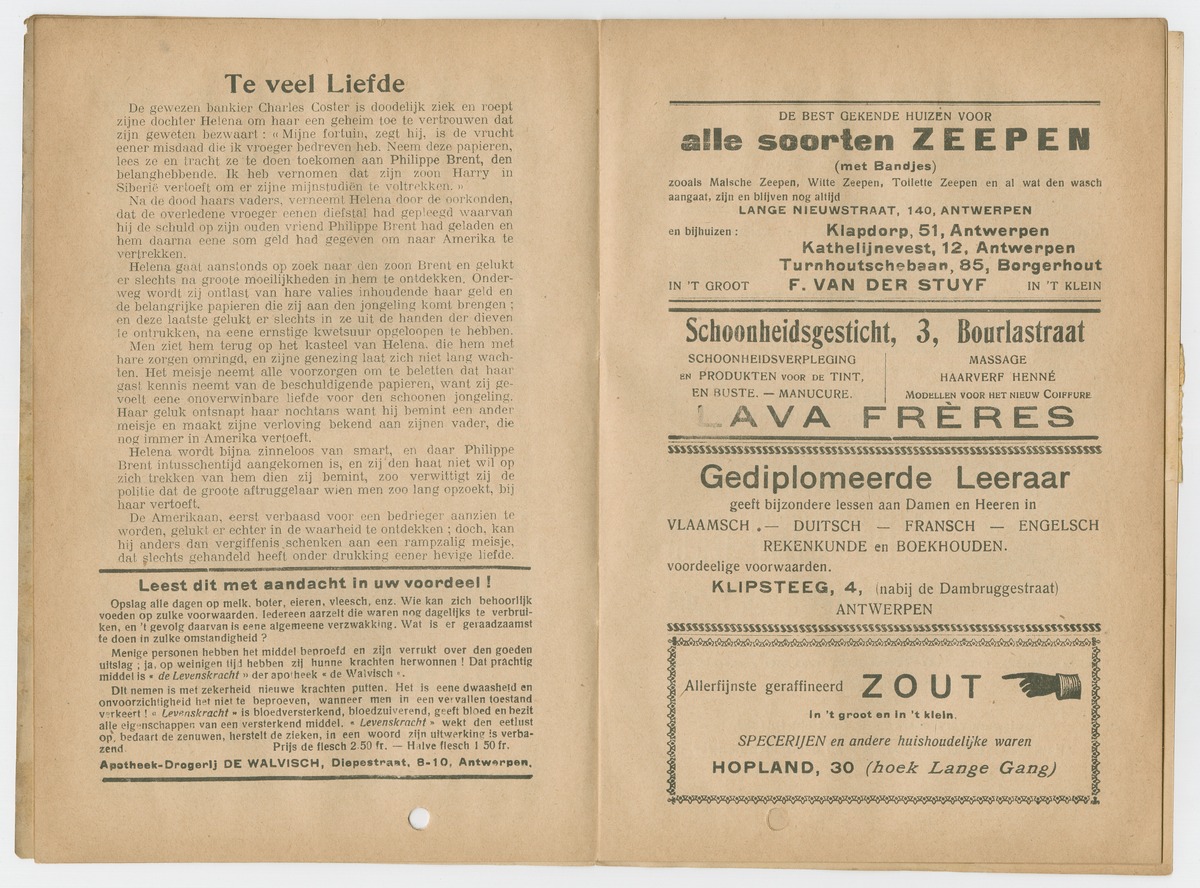 Te veel Liefde
De gewezen bankier Charles Coster is doodelijk ziek en roept
zijne dochter Helena om haar een geheim toe te vertrouwen dat
zijn geweten bezwaart : « Mijne fortuin, zegt hij, is de vrucht
eener misdaad die ik vroeger bedreven heb. Neem deze papieren,
lees ze en tracht ze te doen toekomen aan Philippe Brent, den
belanghebbende. Ik heb vernomen dat zijn zoon Harry in
Siberië vertoeft om er zijne mijnstudiën te voltrekken. »
Na de dood haars vaders, verneemt Helena door de oorkonden,
dat de overledene vroeger eenen diefstal had gepleegd waarvan
hij de schuld op zijn ouden vriend Philippe Brent had geladen en
hem daarna eene som geld had gegeven om naar Amerika te
vertrekken.
Helena gaat aanstonds op zoek naar den zoon Brent en gelukt
er slechts na groote moeilijkheden in hem te ontdekken. Onder-
weg wordt zij ontlast van hare valies inhoudende haar geld en
de belangrijke papieren die zij aan den jongeling komt brengen ;
en deze laatste gelukt er slechts in ze uit de handen der dieven
te ontrukken, na eene ernstige kwetsuur opgeloopen te hebben.
Men ziet hem terug op het kasteel van Helena, die hem met
hare zorgen omringd, en zijne genezing laat zich niet lang wach-
ten. Het meisje neemt alle voorzorgen om te beletten dat haar
gast kennis neemt van de beschuldigende papieren, want zij ge-
voelt eene onoverwinbare liefde voor den schoonen jongeling.
Haar geluk ontsnapt haar nochtans want hij bemint een ander
meisje en maakt zijne verloving bekend aan zijnen vader, die
nog immer in Amerika vertoeft.
Helena wordt bijna zinneloos van smart, en daar Philippe
Brent intusschentijd aangekomen is, en zij den haat niet wil op
zich trekken van hem dien zij bemint, zoo verwittigt zij de
politie dat de groote aftruggelaar wien men zoo lang opzoekt, bij
haar vertoeft.
De Amerikaan, eerst verbaasd voor een bedrieger aanzien te
worden, gelukt er echter in de waarheid te ontdekken ; doch, kan
hij anders dan vergiffenis schenken aan een rampzalig meisje,
dat slechts gehandeld heeft onder drukking eener hevige liefde.
Leest dit met aandacht in uw voordeel !
Opslag alle dagen op melk, boter, eieren, vleesch, enz. Wie kan zich behoorlijk
voeden op zulke voorwaarden. Iedereen aarzelt die waren nog dagelijks te verbrui-
ken, en 't gevolg daarvan is eene algemeene verzwakking. Wat is er geraadzaamst
te doen in zulke omstandigheid ?
Menige personen hebben het middel beproefd en zijn verrukt over den goeden
uitslag ; ja, op weinigen tijd hebben zij hunne krachten herwonnen ! Dat prachtig
middel is « de Levenskracht » der apotheek « de Walvisch ».
Dit nemen is met zekerheid nieuwe krachten putten. Het is eene dwaasheid en
onvoorzichtigheid het niet te beproeven, wanneer men in een vervallen toestand
verkeert ! « Levenskracht » is bloedversterkend, bloedzuiverend, geeft bloed en bezit
alle eigenschappen van een versterkend middel. « Levenskracht » wekt den eetlust
op, bedaart de zenuwen, herstelt de zieken, in een woord zijn uitwerking is verba-
zend Prijs de flesch 2.50 fr. — Halve flesch 1 50 fr.
Apotheek-Drogerij DE WALVISCH, Diepestraat, 8-10, Antwerpen.
DE BEST GEKENDE HUIZEN VOOR
alle soorten ZEEPEN
(met Bandjes)
zooals Malsche Zeepen, Witte Zeepen, Toilette Zeepen en al wat den wasch
aangaat, zijn en blijven nog altijd
LANGE NIEUWSTRAAT, 140, ANTWERPEN
en bijhuizen : Klapdorp, 51, Antwerpen
Kathelijnevest, 12, Antwerpen
Turnhoutschebaan, 85, Borgerhout
IN 'T GROOT F. VAN DER STUYF IN 'T KLEIN
Schoonheidsgesticht, 3, Bourlastraat
SCHOONHEIDSVERPLEGING
EN PRODUKTEN VOOR DE TINT,
EN BUSTE. — MANUCURE.
MASSAGE
HAARVERF HENNÉ
MODELLEN VOOR HET NIEUW COIFFURE
LAVA FRÈRES
Gediplomeerde Leeraar
geeft bijzondere lessen aan Damen en Heeren in
VLAAMSCH . — DUITSCH — FRANSCH — ENGELSCH
REKENKUNDE en BOEKHOUDEN.
voordeelige voorwaarden.
KLIPSTEEG, 4, (nabij de Dambruggestraat)
ANTWERPEN
Allerfijnste geraffineerd ZOUT
in 't groot en in 't klein.
SPECERIJEN en andere huishoudelijke waren
HOPLAND, 30 (hoek Lange Gang)